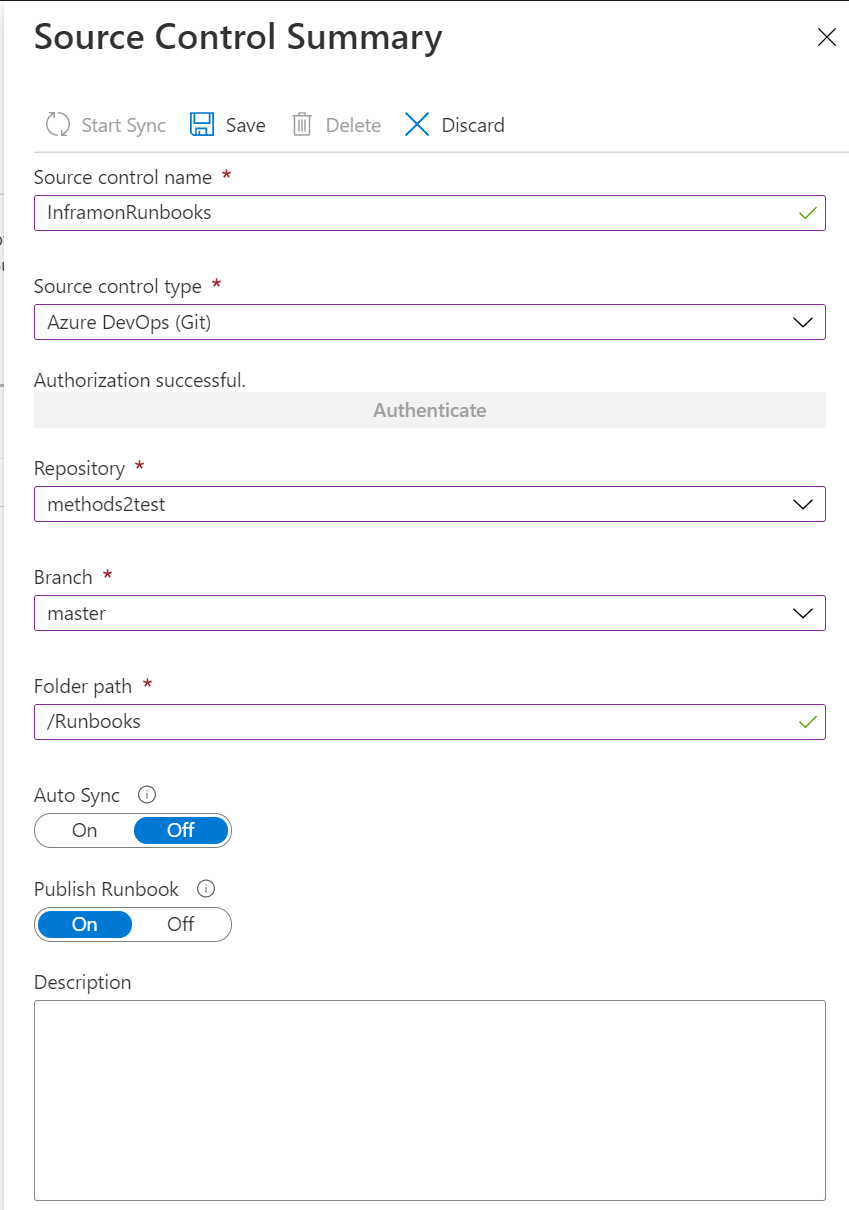 Source Control Summary
Start Sync Save Delete Discard
Source control name *
InframonRunbooks
Source control type *
Azure DevOps (Git)
Authorization successful.
Authenticate
Repository *
methods2test
Branch *
master
Folder path *
/Runbooks
Auto Sync
On Off
Publish Runbook
On Off
Description